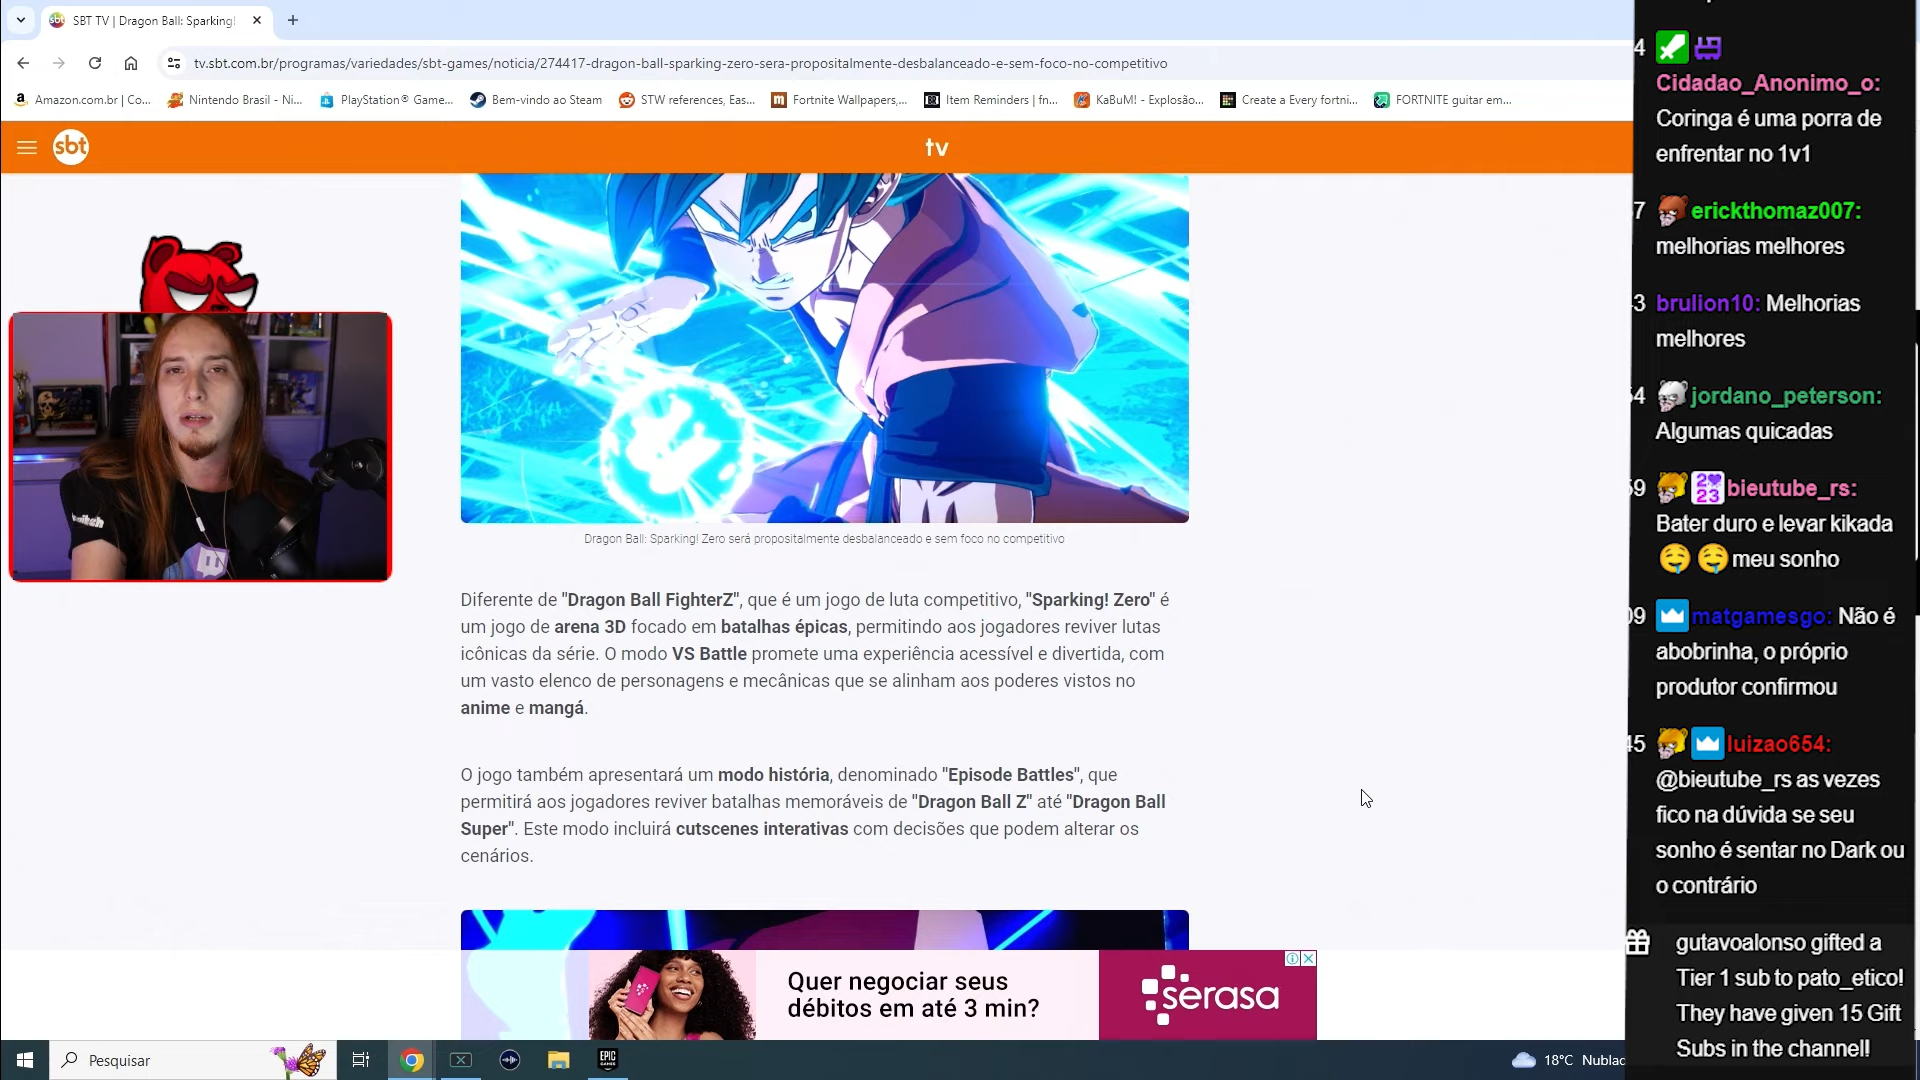 SBT TV | Dragon Ball: Sparking!
tv.sbt.com.br/programas/variedades/sbt-games/noticia/274417-dragon-ball-sparking-zero-sera-propositalmente-desbalanceado-e-sem-foco-no-competitivo
Amazon.com.br | Co...
Nintendo Brasil - Ni...
PlayStation® Game...
Bem-vindo ao Steam
STW references, Eas...
Fortnite Wallpapers,...
Item Reminders | fn...
KaBuM! - Explosão...
Create a Every fortni...
FORTNITE guitar em...
sbt
tv
Dragon Ball: Sparking! Zero será propositalmente desbalanceado e sem foco no competitivo
Diferente de "Dragon Ball FighterZ", que é um jogo de luta competitivo, "Sparking! Zero" é
um jogo de arena 3D focado em batalhas épicas, permitindo aos jogadores reviver lutas
icônicas da série. O modo VS Battle promete uma experiência acessível e divertida, com
um vasto elenco de personagens e mecânicas que se alinham aos poderes vistos no
anime e mangá.
O jogo também apresentará um modo história, denominado "Episode Battles", que
permitirá aos jogadores reviver batalhas memoráveis de "Dragon Ball Z" até "Dragon Ball
Super". Este modo incluirá cutscenes interativas com decisões que podem alterar os
cenários.
Quer negociar seus
débitos em até 3 min?
serasa
Pesquisar
EPIC
GAMES
18°C Nublac
4
Cidadao_Anonimo_o:
Coringa é uma porra de
enfrentar no 1v1
7 erickthomaz007:
melhorias melhores
3 brulion10: Melhorias
melhores
54 jordano_peterson:
Algumas quicadas
59 bieutube_rs:
Bater duro e levar kikada
🤤 🤤 meu sonho
09 matgamesgo: Não é
abobrinha, o próprio
produtor confirmou
45 luizao654:
@bieutube_rs as vezes
fico na dúvida se seu
sonho é sentar no Dark ou
o contrário
gutavoalonso gifted a
Tier 1 sub to pato_etico!
They have given 15 Gift
Subs in the channel!